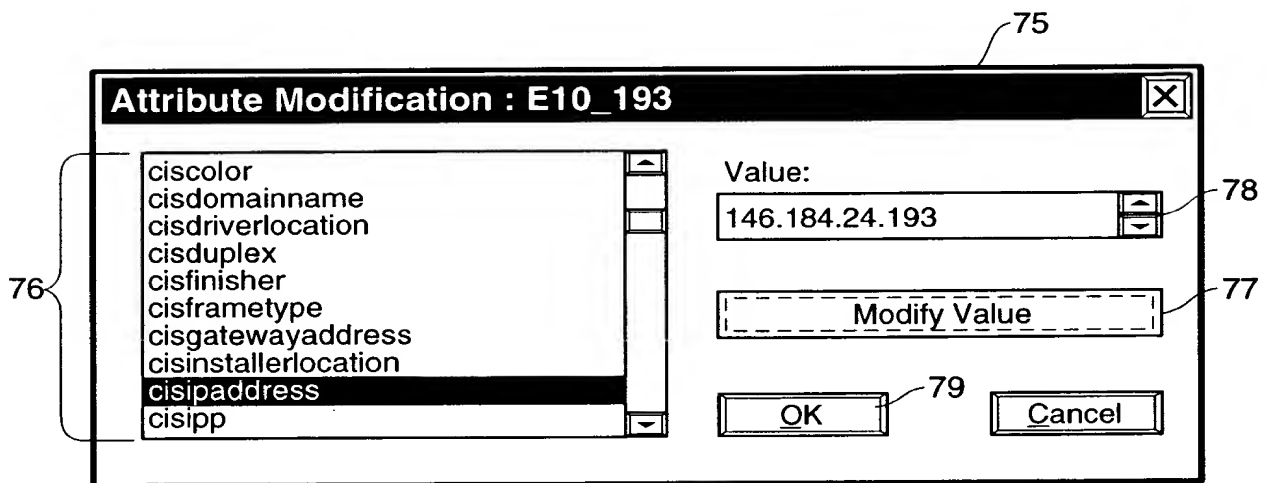 75
Attribute Modification : E10_193
76
ciscolor
cisdomainname
cisdriverlocation
cisduplex
cisfinisher
cisframetype
cisgatewayaddress
cisinstallerlocation
cisipaddress
cisipp
Value:
146.184.24.193
78
Modify Value
77
OK
79
Cancel